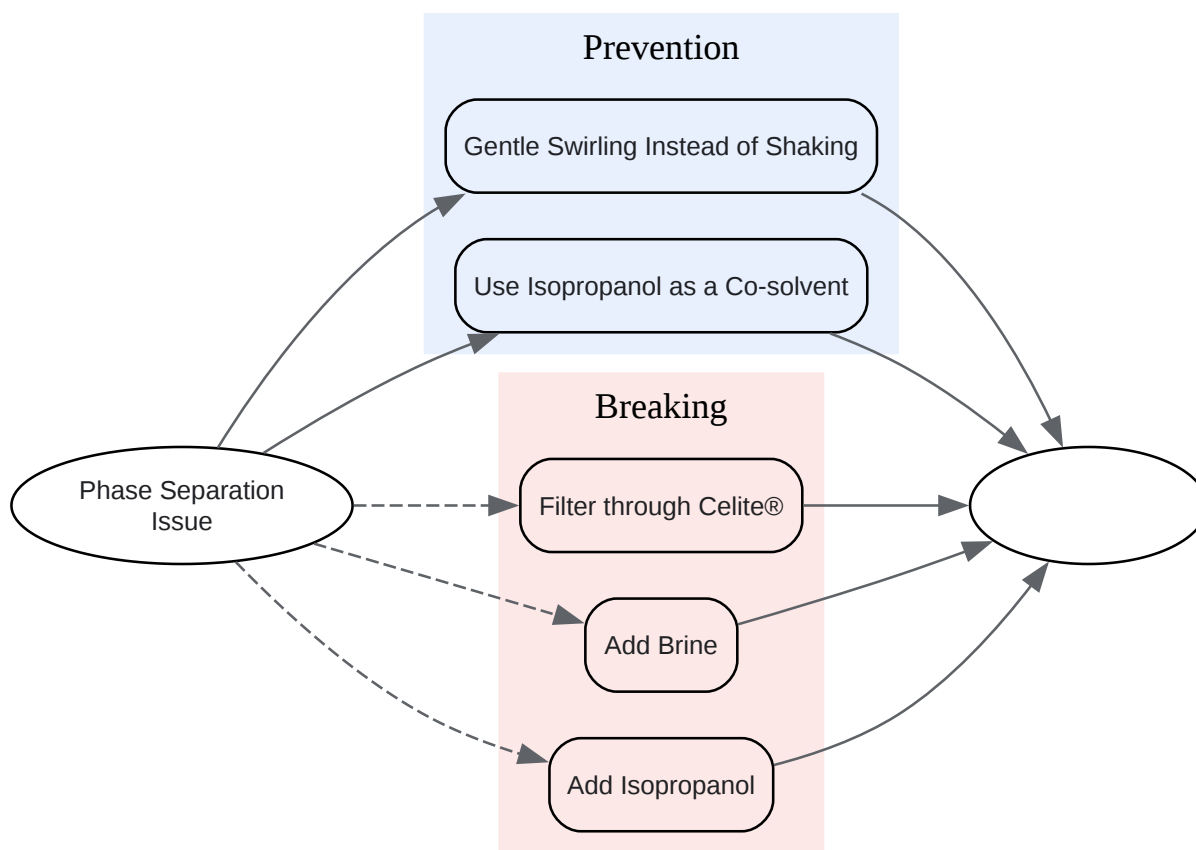 Prevention
Gentle Swirling Instead of Shaking
Use Isopropanol as a Co-solvent
Breaking
Phase Separation
Issue
Filter through Celite®
Add Brine
Add Isopropanol